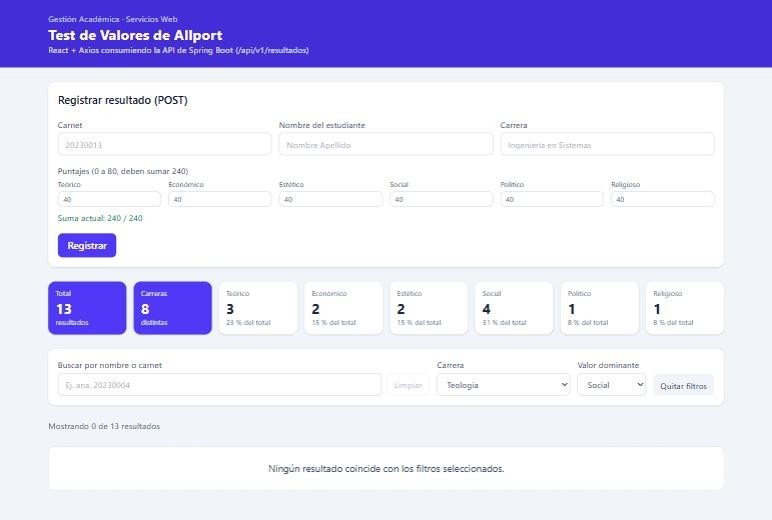 Gestión Académica · Servicios Web
Test de Valores de Allport
React + Axios consumiendo la API de Spring Boot (/api/v1/resultados)
Registrar resultado (POST)
Carnet Nombre del estudiante Carrera
20230013 Nombre Apellido Ingeniería en Sistemas
Puntajes (0 a 80, deben sumar 240)
Teórico Económico Estético Social Político Religioso
40 40 40 40 40 40
Suma actual: 240 / 240
Registrar
Total Carreras Teórico Económico Estético Social Político Religioso
13 8 3 2 2 4 1 1
resultados distintas 23 % del total 15 % del total 15 % del total 31 % del total 8 % del total 8 % del total
Buscar por nombre o carnet Carrera Valor dominante
Ej. ana, 20230004 Limpiar Teología Social Quitar filtros
Mostrando 0 de 13 resultados
Ningún resultado coincide con los filtros seleccionados.